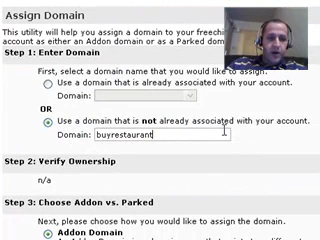 Assign Domain
This utility will help you assign a domain to your
account as either an Addon domain or as a Parked
Step 1: Enter Domain
First, select a domain name that you would like to assign.
Use a domain that is already associated with your account.
Domain:
OR
Use a domain that is not already associated with your account.
Domain: buyrestaurant
Step 2: Verify Ownership
n/a
Step 3: Choose Addon vs. Parked
Next, please choose how you would like to assign the domain.
Addon Domain